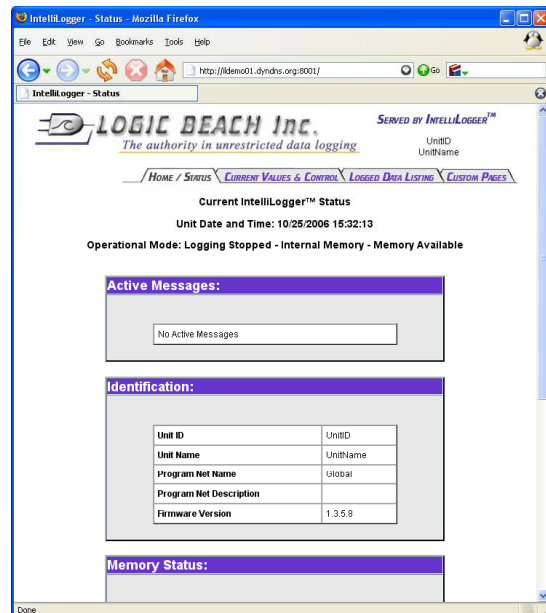 IntelliLogger - Status - Mozilla Firefox
File Edit View Go Bookmarks Tools Help
http://ildemo01.dyndns.org:8001/ Go
IntelliLogger - Status
LOGIC BEACH Inc.
The authority in unrestricted data logging
SERVED BY INTELLILOGGER™
UnitID
UnitName
HOME / STATUS CURRENT VALUES & CONTROL LOGGED DATA LISTING CUSTOM PAGES
Current IntelliLogger™ Status
Unit Date and Time: 10/25/2006 15:32:13
Operational Mode: Logging Stopped - Internal Memory - Memory Available
Active Messages:
No Active Messages
Identification:
Unit ID UnitID
Unit Name UnitName
Program Net Name Global
Program Net Description
Firmware Version 1.3.5.8
Memory Status:
Done